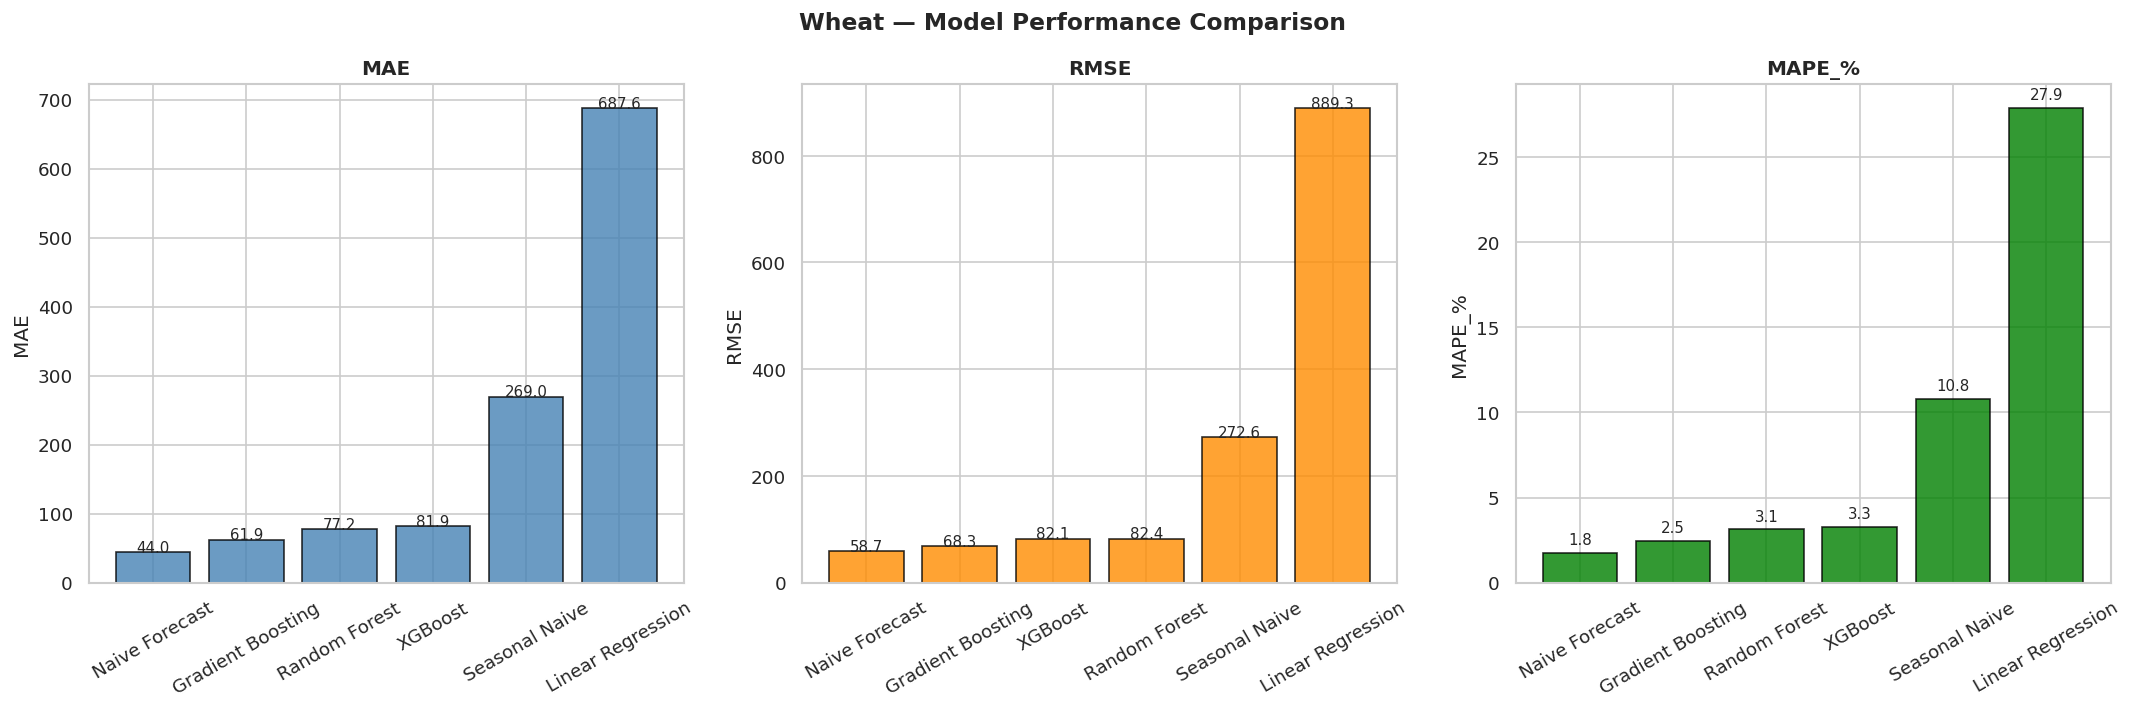 Wheat — Model Performance Comparison
MAE
MAE
700
600
500
400
300
200
100
0
44.0
61.9
77.2
81.9
269.0
687.6
Naive Forecast
Gradient Boosting
Random Forest
XGBoost
Seasonal Naive
Linear Regression
RMSE
RMSE
800
600
400
200
0
58.7
68.3
82.1
82.4
272.6
889.3
Naive Forecast
Gradient Boosting
XGBoost
Random Forest
Seasonal Naive
Linear Regression
MAPE_%
MAPE_%
25
20
15
10
5
0
1.8
2.5
3.1
3.3
10.8
27.9
Naive Forecast
Gradient Boosting
Random Forest
XGBoost
Seasonal Naive
Linear Regression